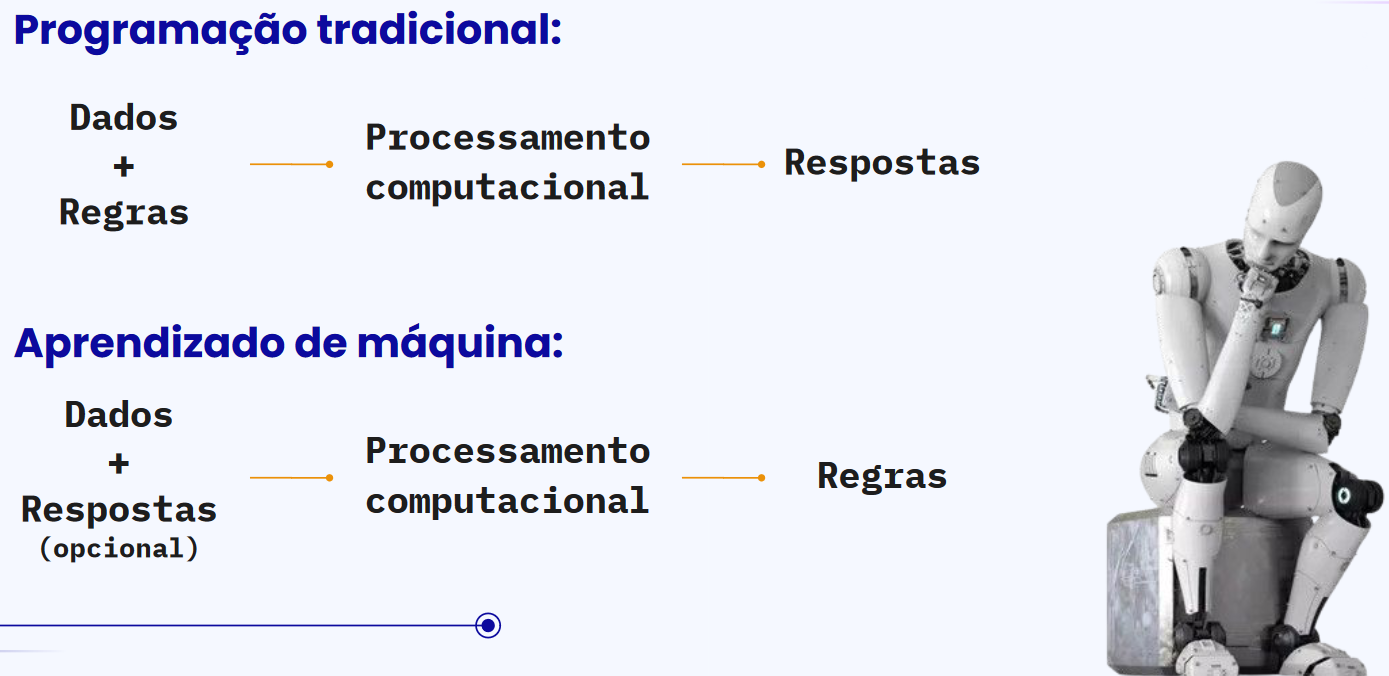 Programação tradicional:
Dados
+
Regras
Processamento
computacional
Respostas
Aprendizado de máquina:
Dados
+
Respostas
(opcional)
Processamento
computacional
Regras